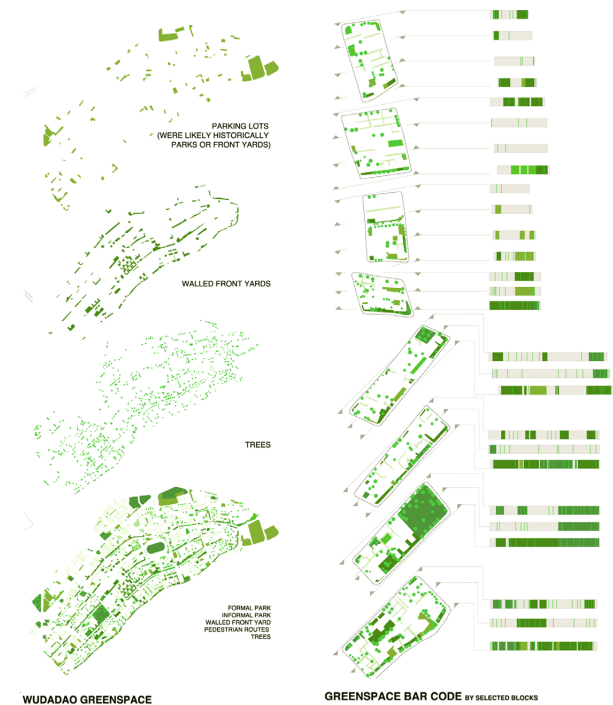 PARKING LOTS
(WERE LIKELY HISTORICALLY
PARKS OR FRONT YARDS)
WALLED FRONT YARDS
TREES
FORMAL PARK
INFORMAL PARK
WALLED FRONT YARD
PEDESTRIAN ROUTES
TREES
WUDADAO GREENSPACE
GREENSPACE BAR CODE BY SELECTED BLOCKS